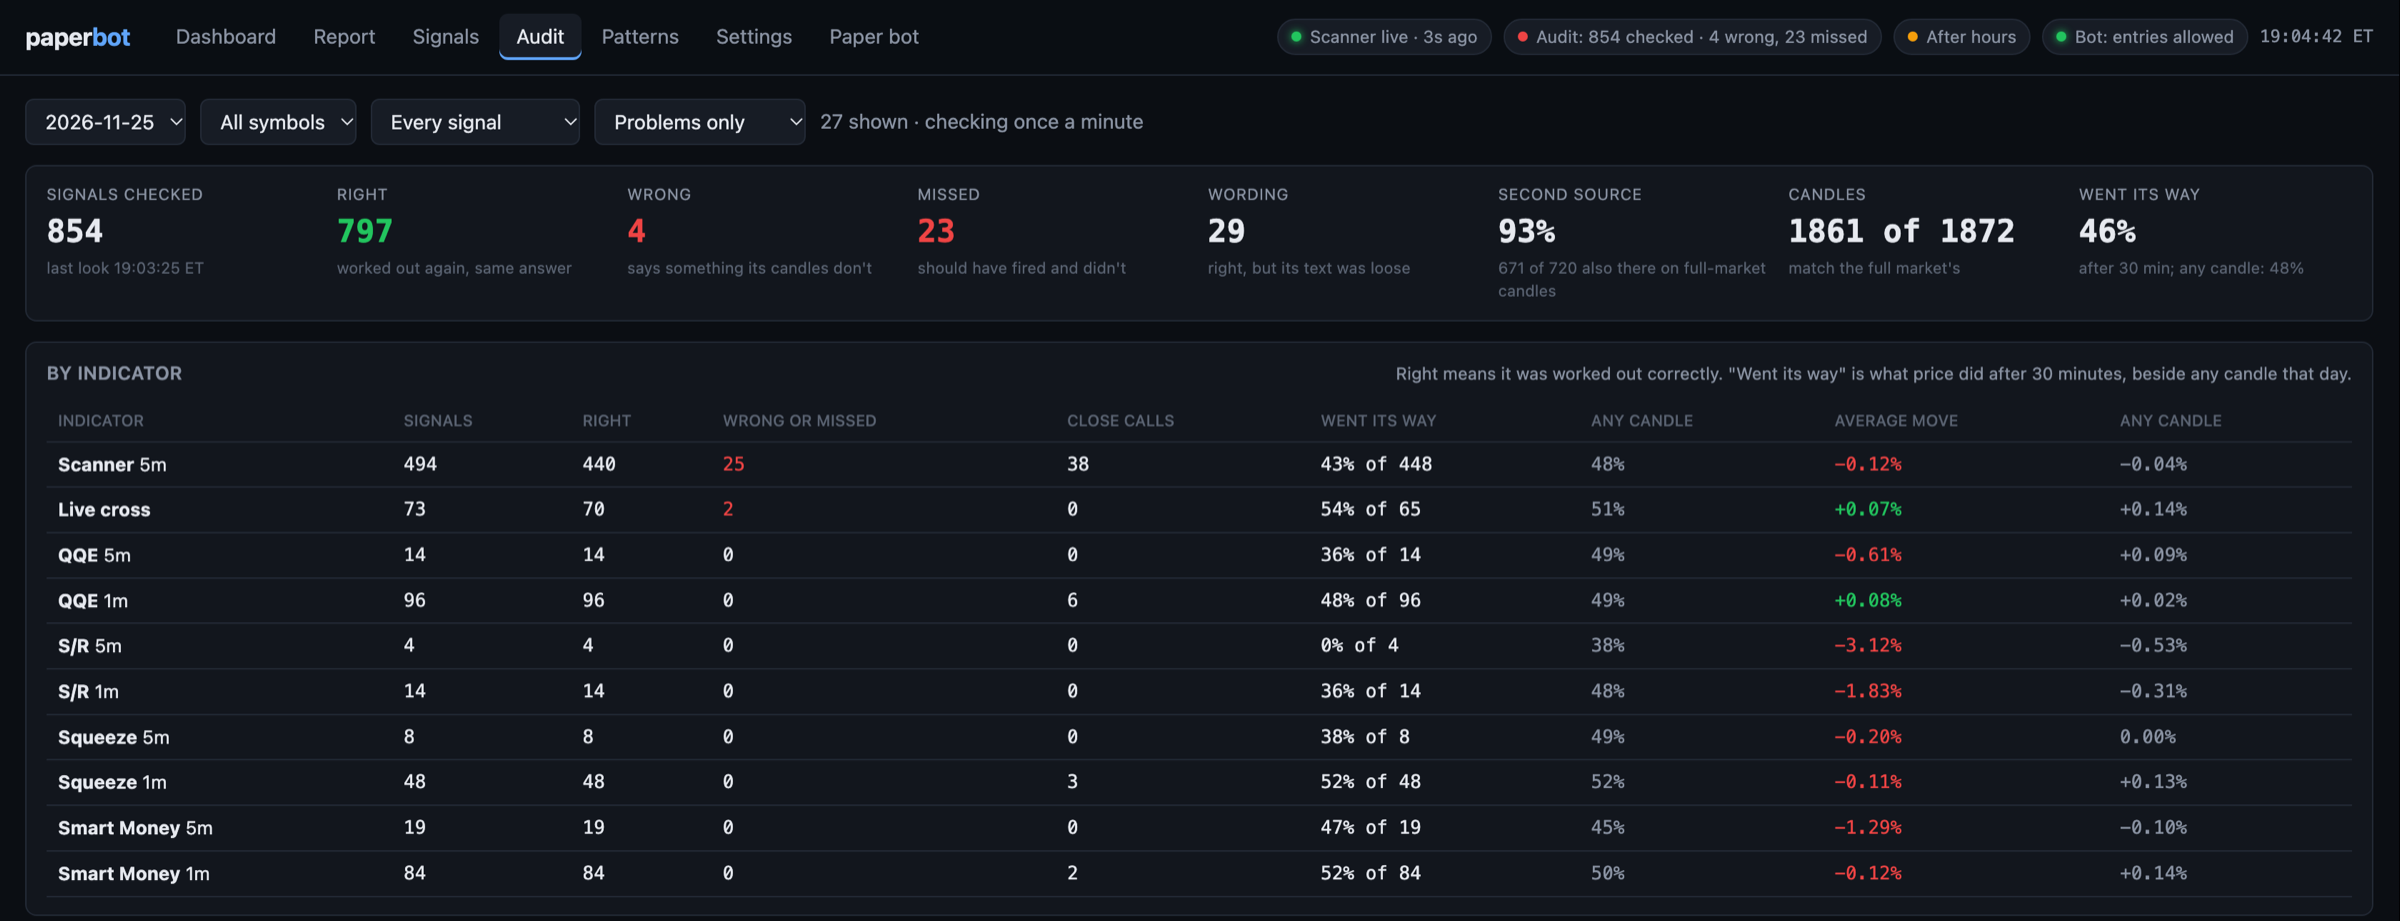 paperbot Dashboard Report Signals Audit Patterns Settings Paper bot Scanner live · 3s ago Audit: 854 checked · 4 wrong, 23 missed After hours Bot: entries allowed 19:04:42 ET
2026-11-25 All symbols Every signal Problems only 27 shown · checking once a minute
SIGNALS CHECKED RIGHT WRONG MISSED WORDING SECOND SOURCE CANDLES WENT ITS WAY
854 797 4 23 29 93% 1861 of 1872 46%
last look 19:03:25 ET worked out again, same answer says something its candles don't should have fired and didn't right, but its text was loose 671 of 720 also there on full-market match the full market's after 30 min; any candle: 48%
candles
BY INDICATOR Right means it was worked out correctly. "Went its way" is what price did after 30 minutes, beside any candle that day.
INDICATOR SIGNALS RIGHT WRONG OR MISSED CLOSE CALLS WENT ITS WAY ANY CANDLE AVERAGE MOVE ANY CANDLE
Scanner 5m 494 440 25 38 43% of 448 48% −0.12% −0.04%
Live cross 73 70 2 0 54% of 65 51% +0.07% +0.14%
QQE 5m 14 14 0 0 36% of 14 49% −0.61% +0.09%
QQE 1m 96 96 0 6 48% of 96 49% +0.08% +0.02%
S/R 5m 4 4 0 0 0% of 4 38% −3.12% −0.53%
S/R 1m 14 14 0 0 36% of 14 48% −1.83% −0.31%
Squeeze 5m 8 8 0 0 38% of 8 49% −0.20% 0.00%
Squeeze 1m 48 48 0 3 52% of 48 52% −0.11% +0.13%
Smart Money 5m 19 19 0 0 47% of 19 45% −1.29% −0.10%
Smart Money 1m 84 84 0 2 52% of 84 50% −0.12% +0.14%